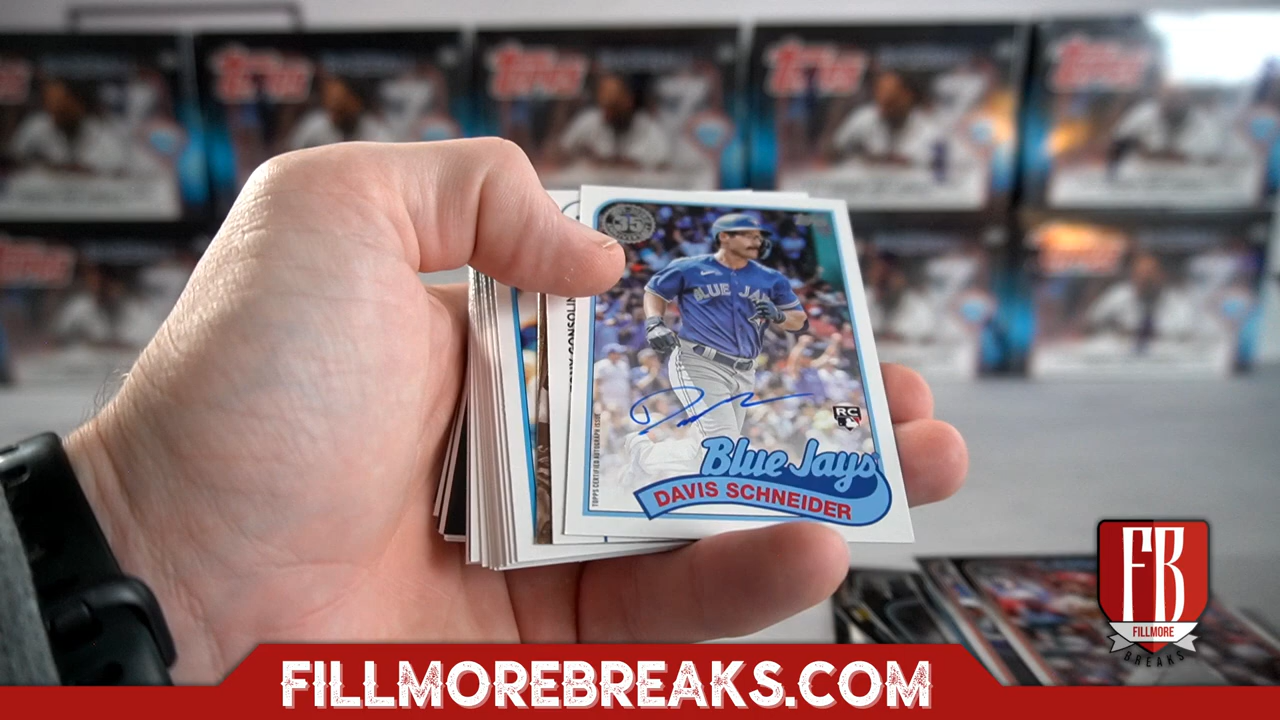 Topps
Topps
Topps
Topps
35
BLUE JAYS
TOPPS CERTIFIED AUTOGRAPH ISSUE
RC
Blue Jays
DAVIS SCHNEIDER
FB
FILLMORE
BREAKS
FILLMOREBREAKS.COM